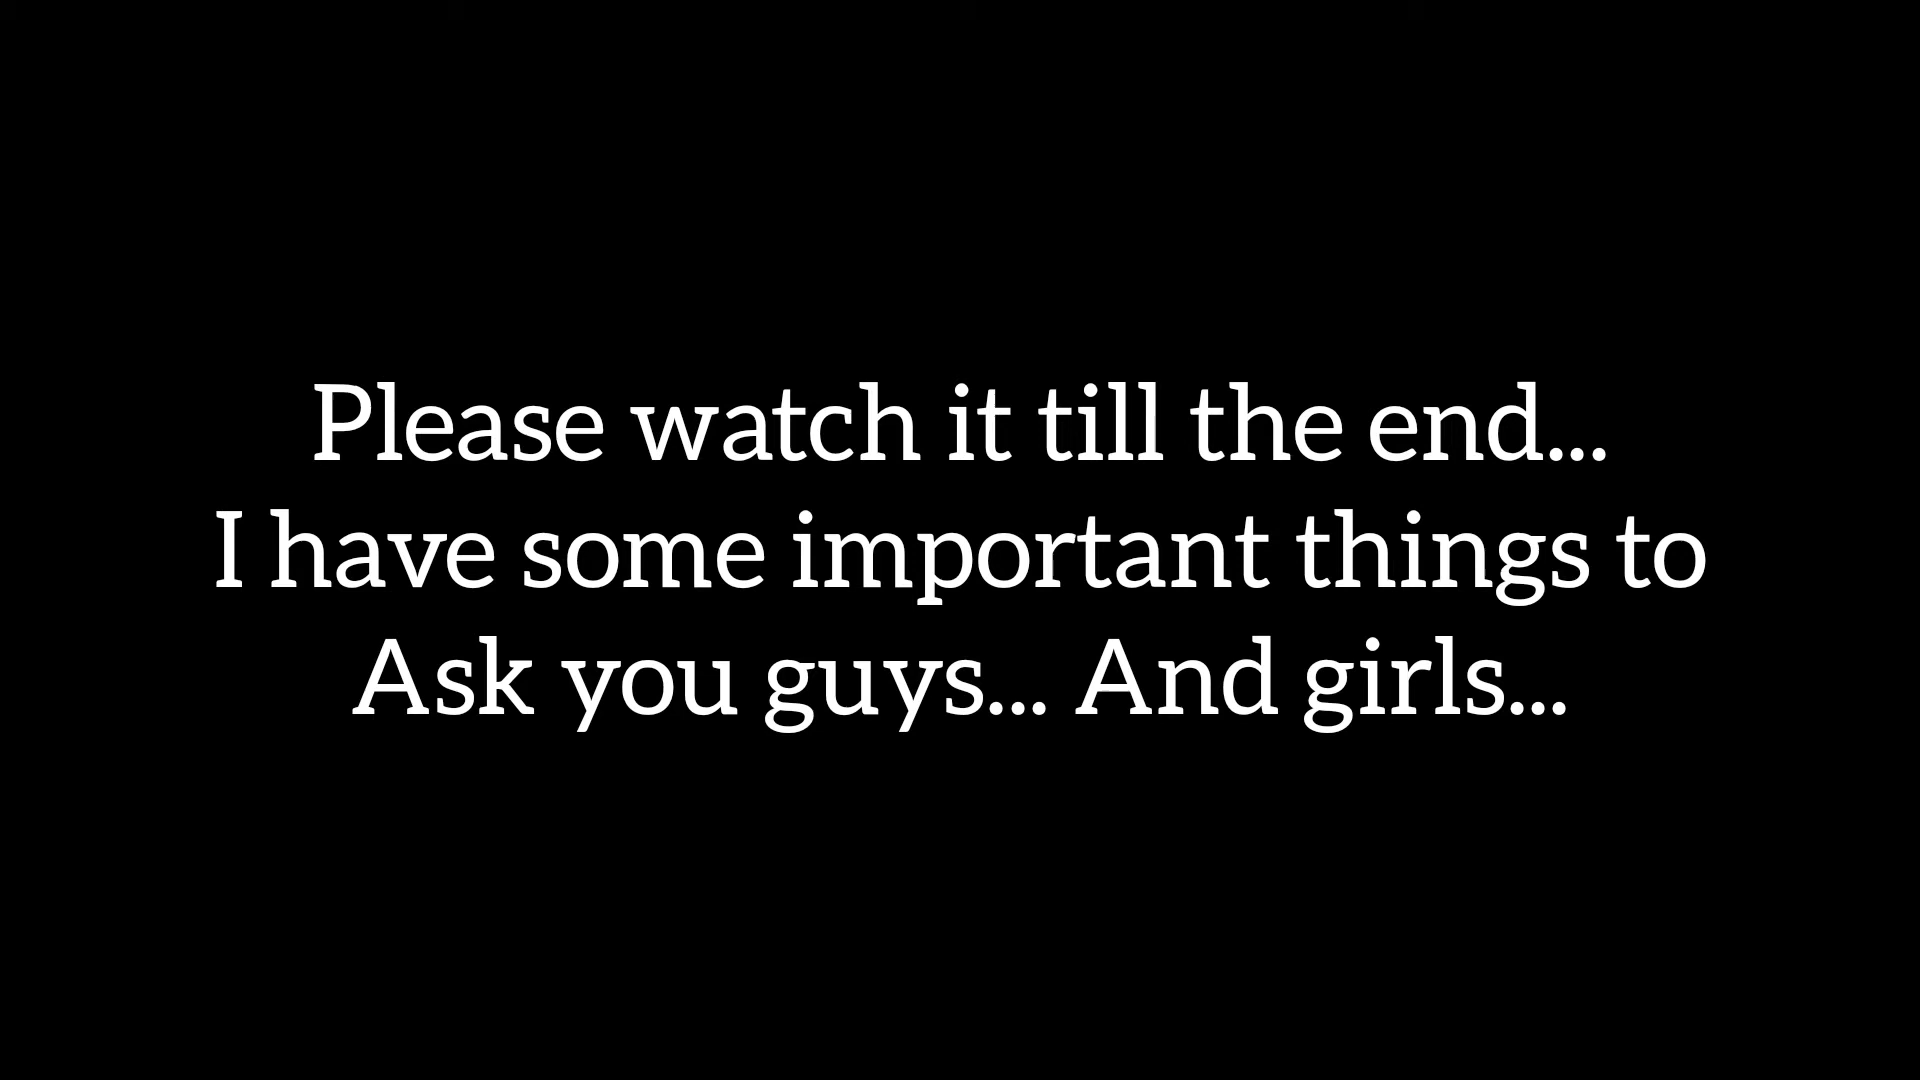 Please watch it till the end...
I have some important things to
Ask you guys... And girls...